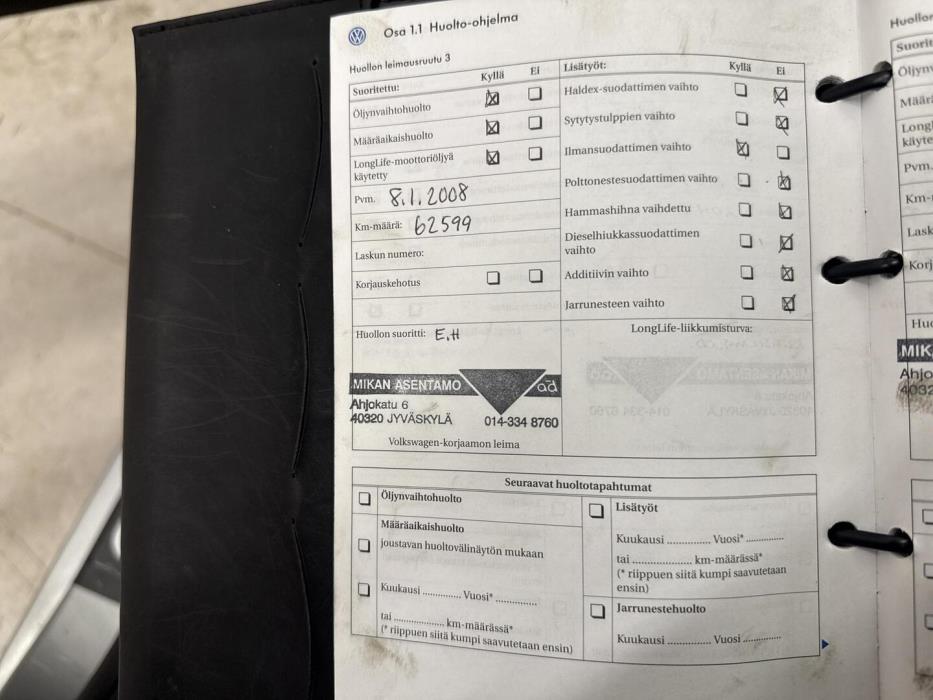 Osa 1.1 Huolto-ohjelma
Huollon leimausruutu 3
Suoritettu: Kyllä Ei
Öljynvaihtohuolto
Määräaikaishuolto
LongLife-moottoriöljyä
käytetty
Pvm. 8.1.2008
Km-määrä: 62599
Laskun numero:
Korjauskehotus
Huollon suoritti: E.H
MIKAN ASENTAMO ad
Ahjokatu 6
40320 JYVÄSKYLÄ 014-334 8760
Volkswagen-korjaamon leima
Lisätyöt: Kyllä Ei
Haldex-suodattimen vaihto
Sytytystulppien vaihto
Ilmansuodattimen vaihto
Polttonestesuodattimen vaihto
Hammashihna vaihdettu
Dieselhiukkassuodattimen
vaihto
Additiivin vaihto
Jarrunesteen vaihto
LongLife-liikkumisturva:
Seuraavat huoltotapahtumat
Öljynvaihtohuolto
Määräaikaishuolto
joustavan huoltovälinäytön mukaan
Kuukausi .............. Vuosi* ..............
tai .................... km-määrässä*
(* riippuen siitä kumpi saavutetaan ensin)
Lisätyöt
Kuukausi .............. Vuosi* ..............
tai .................... km-määrässä*
(* riippuen siitä kumpi saavutetaan
ensin)
Jarrunestehuolto
Kuukausi .............. Vuosi ..............